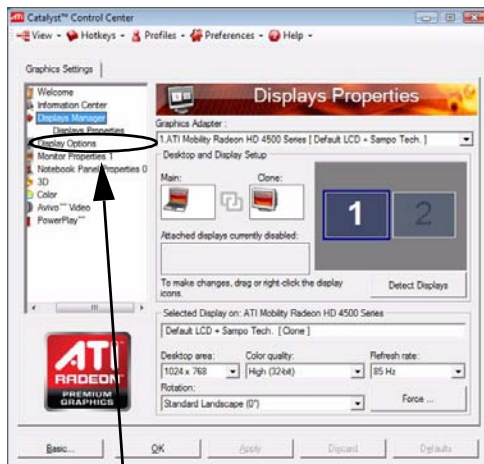 Catalyst™ Control Center
View Hotkeys Profiles Preferences Help
Graphics Settings
Welcome
Information Center
Displays Manager
Displays Properties
Display Options
Monitor Properties 1
Notebook Panel Properties 0
3D
Color
Avivo™ Video
PowerPlay™
ATI
RADEON
PREMIUM
GRAPHICS
Displays Properties
Graphics Adapter :
1.ATI Mobility Radeon HD 4500 Series [ Default LCD + Sampo Tech. ]
Desktop and Display Setup
Main: Clone:
1 2
Attached displays currently disabled:
To make changes, drag or right-click the display
icons.
Detect Displays
Selected Display on: ATI Mobility Radeon HD 4500 Series
Default LCD + Sampo Tech. [ Clone ]
Desktop area: Color quality: Refresh rate:
1024 x 768 High (32-bit) 85 Hz
Rotation:
Standard Landscape (0°) Force ...
Basic... OK Apply Discard Defaults